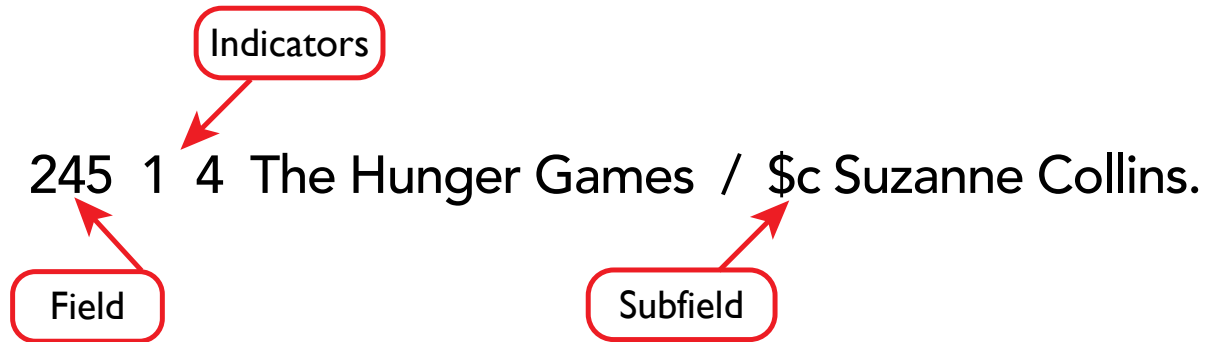 Indicators
245 1 4 The Hunger Games / $c Suzanne Collins.
Field
Subfield